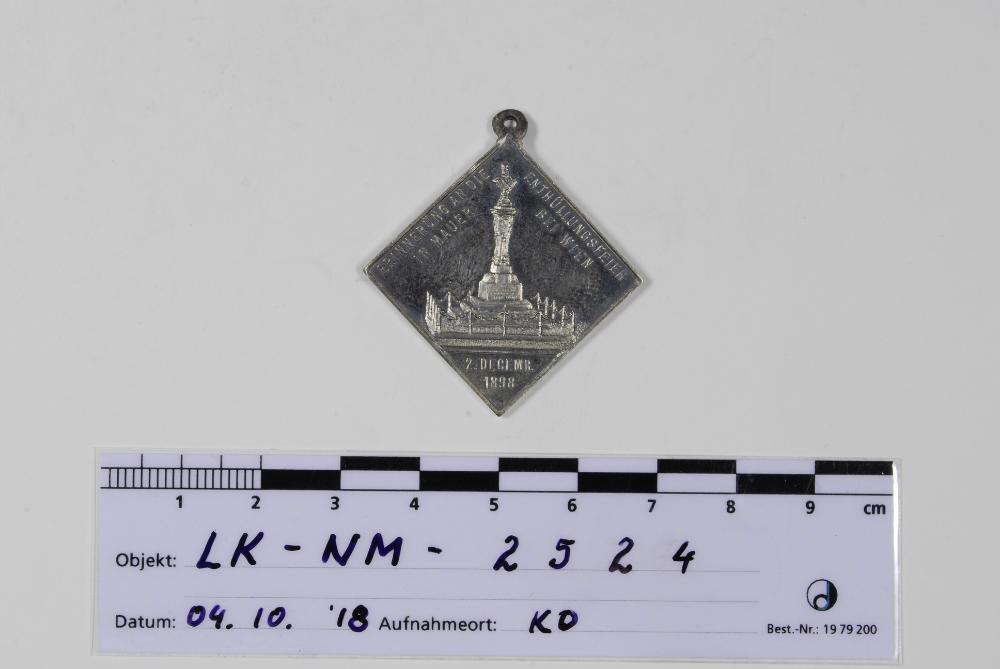 ERINNERUNG AN DIE ENTHÜLLUNGSFEIER
IN MAUER BEI WIEN
2. DECEMR.
1898
1 2 3 4 5 6 7 8 9 cm
Objekt: LK - NM - 2524
Datum: 04. 10. '18 Aufnahmeort: KO
d
Best.-Nr.: 19 79 200